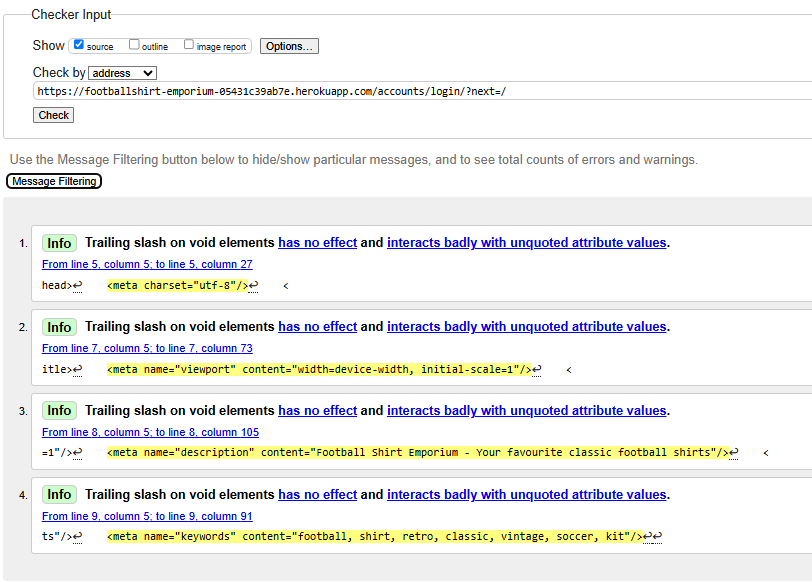 Checker Input
Show source outline image report Options...
Check by address
https://footballshirt-emporium-05431c39ab7e.herokuapp.com/accounts/login/?next=/
Check
Use the Message Filtering button below to hide/show particular messages, and to see total counts of errors and warnings.
Message Filtering
1. Info Trailing slash on void elements has no effect and interacts badly with unquoted attribute values.
From line 5, column 5; to line 5, column 27
head>↩ <meta charset="utf-8"/>↩ <
2. Info Trailing slash on void elements has no effect and interacts badly with unquoted attribute values.
From line 7, column 5; to line 7, column 73
itle>↩ <meta name="viewport" content="width=device-width, initial-scale=1"/>↩ <
3. Info Trailing slash on void elements has no effect and interacts badly with unquoted attribute values.
From line 8, column 5; to line 8, column 105
=1"/>↩ <meta name="description" content="Football Shirt Emporium - Your favourite classic football shirts"/>↩ <
4. Info Trailing slash on void elements has no effect and interacts badly with unquoted attribute values.
From line 9, column 5; to line 9, column 91
ts"/>↩ <meta name="keywords" content="football, shirt, retro, classic, vintage, soccer, kit"/>↩↩